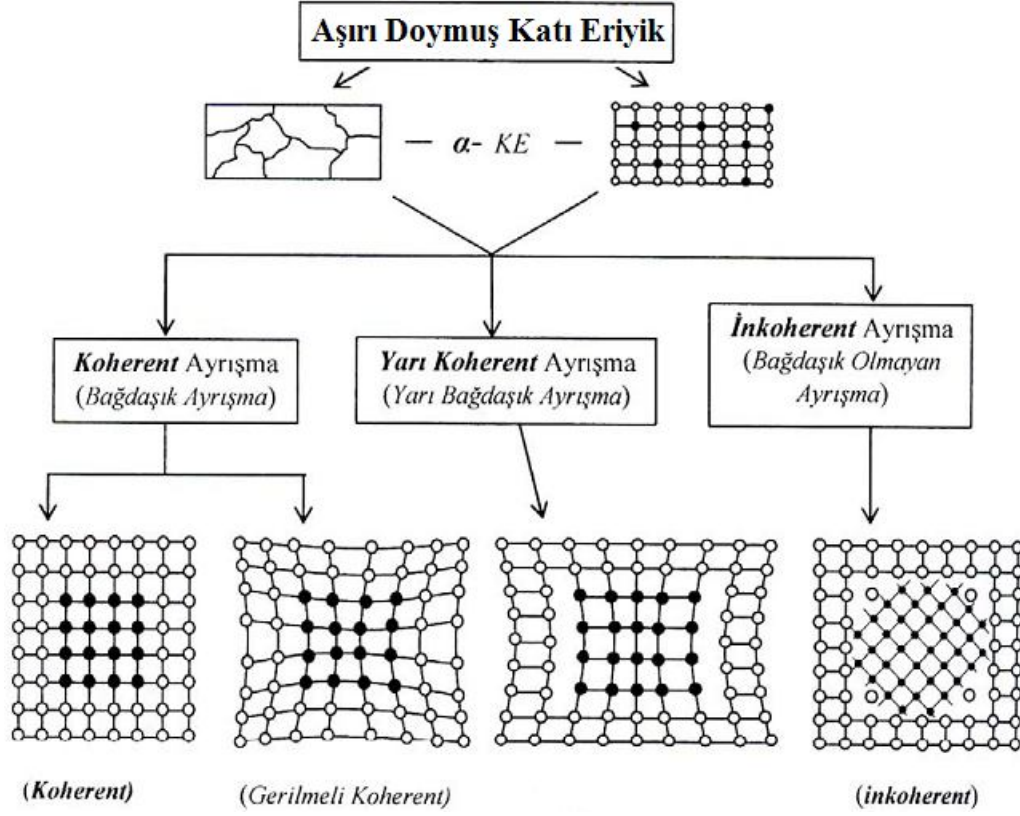 Aşırı Doymuş Katı Eriyik
— α- KE —
Koherent Ayrışma
(Bağdaşık Ayrışma)
Yarı Koherent Ayrışma
(Yarı Bağdaşık Ayrışma)
İnkoherent Ayrışma
(Bağdaşık Olmayan
Ayrışma)
(Koherent)
(Gerilmeli Koherent)
(inkoherent)